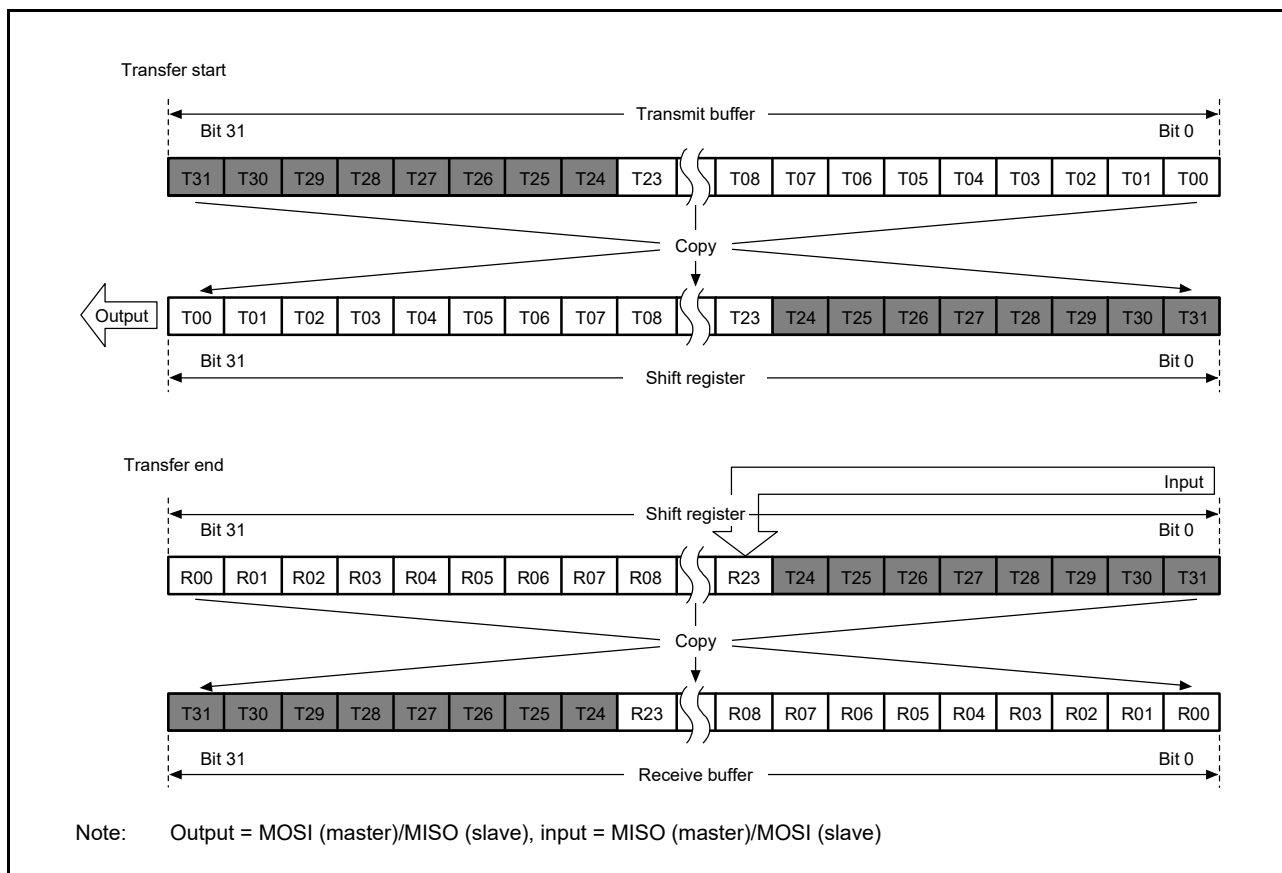 Transfer start
Transmit buffer
Bit 31 Bit 0
T31 T30 T29 T28 T27 T26 T25 T24 T23 T08 T07 T06 T05 T04 T03 T02 T01 T00
Copy
Output T00 T01 T02 T03 T04 T05 T06 T07 T08 T23 T24 T25 T26 T27 T28 T29 T30 T31
Bit 31 Bit 0
Shift register
Transfer end
Input
Shift register
Bit 31 Bit 0
R00 R01 R02 R03 R04 R05 R06 R07 R08 R23 T24 T25 T26 T27 T28 T29 T30 T31
Copy
T31 T30 T29 T28 T27 T26 T25 T24 R23 R08 R07 R06 R05 R04 R03 R02 R01 R00
Bit 31 Bit 0
Receive buffer
Note: Output = MOSI (master)/MISO (slave), input = MISO (master)/MOSI (slave)